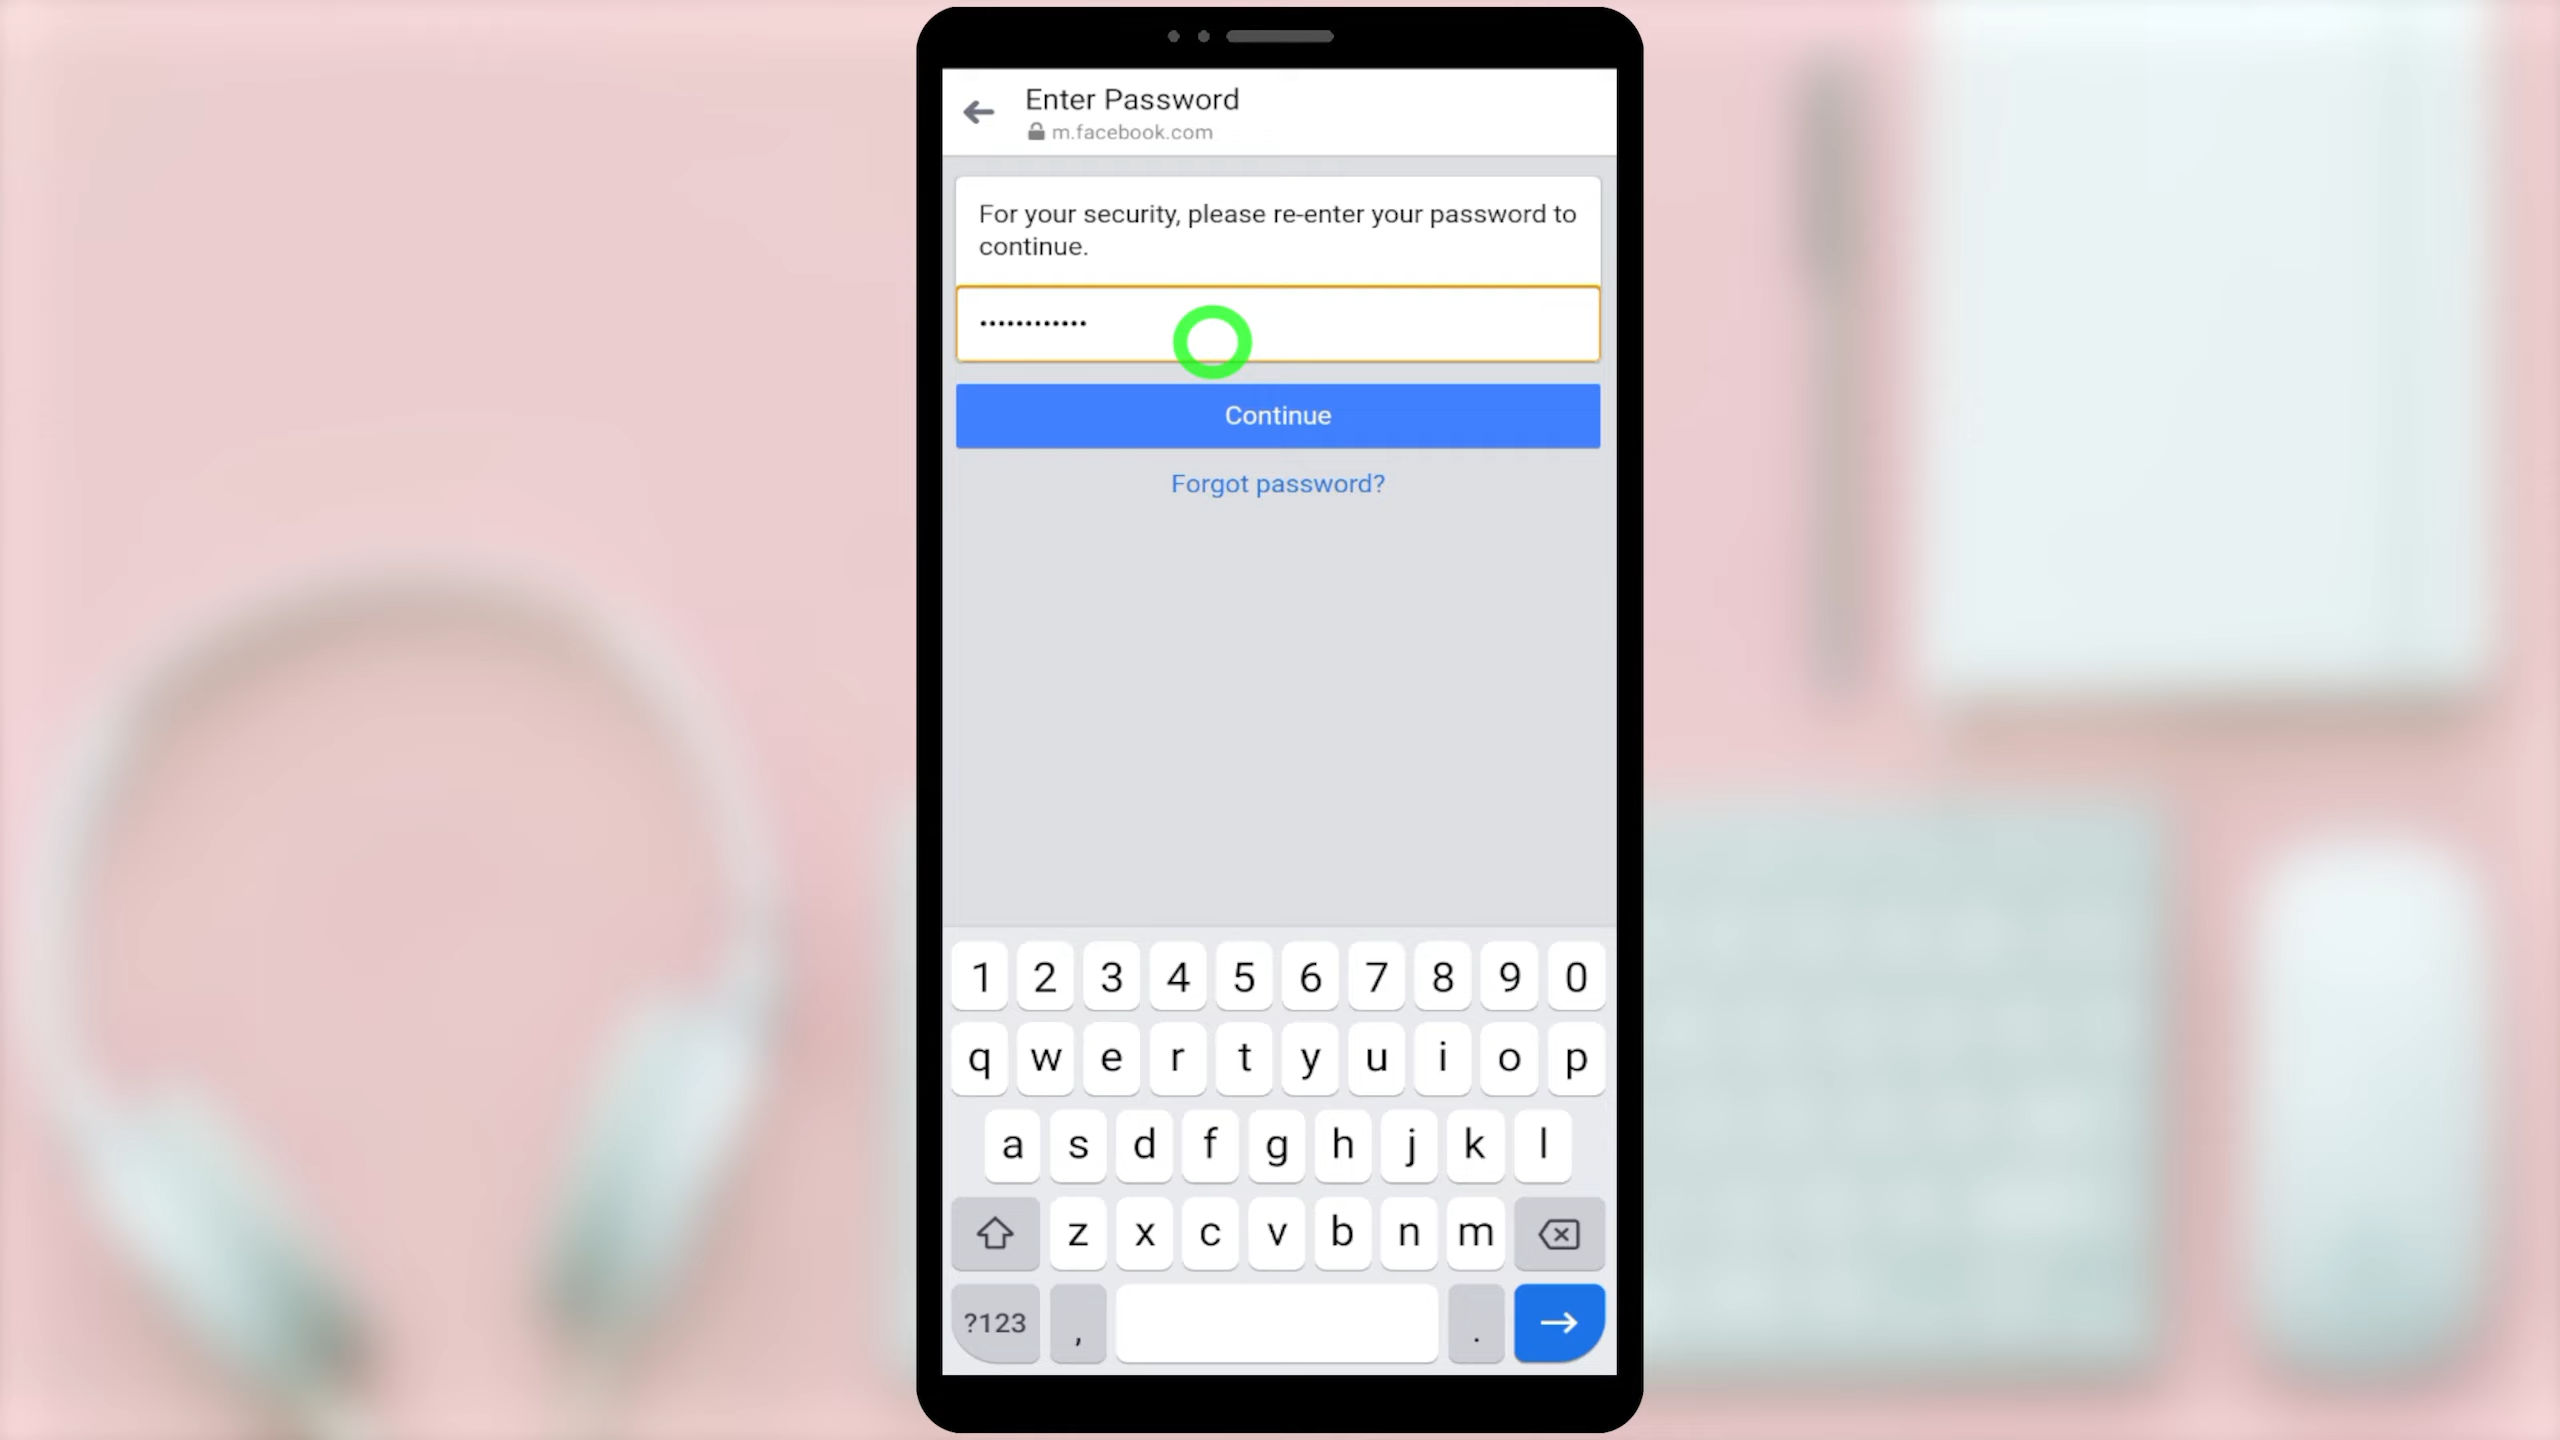 Enter Password
m.facebook.com
For your security, please re-enter your password to
continue.
............
Continue
Forgot password?
1 2 3 4 5 6 7 8 9 0
q w e r t y u i o p
a s d f g h j k l
z x c v b n m
?123 , .